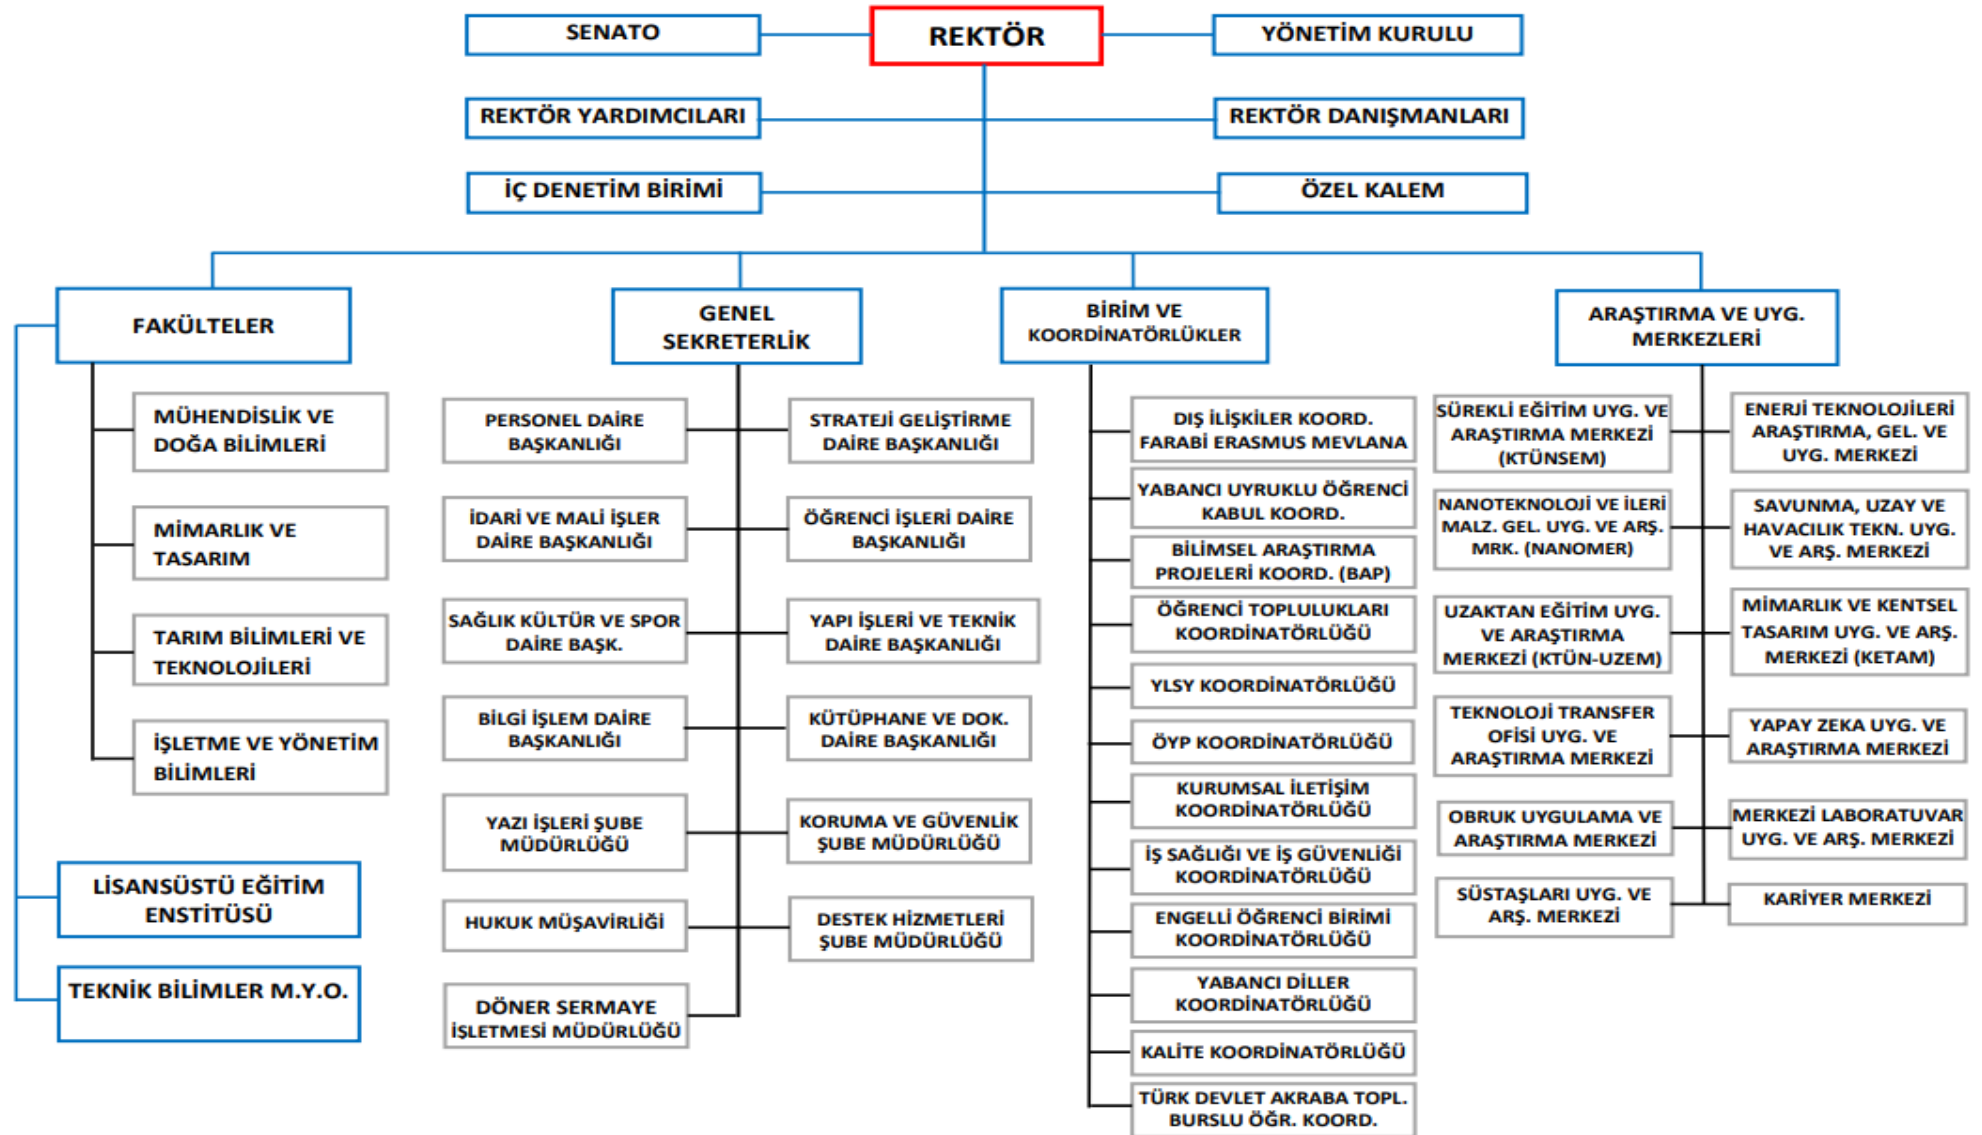 SENATO
REKTÖR
YÖNETİM KURULU
REKTÖR YARDIMCILARI
REKTÖR DANIŞMANLARI
İÇ DENETİM BİRİMİ
ÖZEL KALEM
FAKÜLTELER
MÜHENDİSLİK VE
DOĞA BİLİMLERİ
MİMARLIK VE
TASARIM
TARIM BİLİMLERİ VE
TEKNOLOJİLERİ
İŞLETME VE YÖNETİM
BİLİMLERİ
LİSANSÜSTÜ EĞİTİM
ENSTİTÜSÜ
TEKNİK BİLİMLER M.Y.O.
GENEL
SEKRETERLİK
PERSONEL DAİRE
BAŞKANLIĞI
STRATEJİ GELİŞTİRME
DAİRE BAŞKANLIĞI
İDARİ VE MALİ İŞLER
DAİRE BAŞKANLIĞI
ÖĞRENCİ İŞLERİ DAİRE
BAŞKANLIĞI
SAĞLIK KÜLTÜR VE SPOR
DAİRE BAŞK.
YAPI İŞLERİ VE TEKNİK
DAİRE BAŞKANLIĞI
BİLGİ İŞLEM DAİRE
BAŞKANLIĞI
KÜTÜPHANE VE DOK.
DAİRE BAŞKANLIĞI
YAZI İŞLERİ ŞUBE
MÜDÜRLÜĞÜ
KORUMA VE GÜVENLİK
ŞUBE MÜDÜRLÜĞÜ
HUKUK MÜŞAVİRLİĞİ
DESTEK HİZMETLERİ
ŞUBE MÜDÜRLÜĞÜ
DÖNER SERMAYE
İŞLETMESİ MÜDÜRLÜĞÜ
BİRİM VE
KOORDİNATÖRLÜKLER
DIŞ İLİŞKİLER KOORD.
FARABİ ERASMUS MEVLANA
YABANCI UYRUKLU ÖĞRENCİ
KABUL KOORD.
BİLİMSEL ARAŞTIRMA
PROJELERİ KOORD. (BAP)
ÖĞRENCİ TOPLULUKLARI
KOORDİNATÖRLÜĞÜ
YLSY KOORDİNATÖRLÜĞÜ
ÖYP KOORDİNATÖRLÜĞÜ
KURUMSAL İLETİŞİM
KOORDİNATÖRLÜĞÜ
İŞ SAĞLIĞI VE İŞ GÜVENLİĞİ
KOORDİNATÖRLÜĞÜ
ENGELLİ ÖĞRENCİ BİRİMİ
KOORDİNATÖRLÜĞÜ
YABANCI DİLLER
KOORDİNATÖRLÜĞÜ
KALİTE KOORDİNATÖRLÜĞÜ
TÜRK DEVLET AKRABA TOPL.
BURSLU ÖĞR. KOORD.
ARAŞTIRMA VE UYG.
MERKEZLERİ
SÜREKLİ EĞİTİM UYG. VE
ARAŞTIRMA MERKEZİ
(KTÜNSEM)
ENERJİ TEKNOLOJİLERİ
ARAŞTIRMA, GEL. VE
UYG. MERKEZİ
NANOTEKNOLOJİ VE İLERİ
MALZ. GEL. UYG. VE ARŞ.
MRK. (NANOMER)
SAVUNMA, UZAY VE
HAVACILIK TEKN. UYG.
VE ARŞ. MERKEZİ
UZAKTAN EĞİTİM UYG.
VE ARAŞTIRMA
MERKEZİ (KTÜN-UZEM)
MİMARLIK VE KENTSEL
TASARIM UYG. VE ARŞ.
MERKEZİ (KETAM)
TEKNOLOJİ TRANSFER
OFİSİ UYG. VE
ARAŞTIRMA MERKEZİ
YAPAY ZEKA UYG. VE
ARAŞTIRMA MERKEZİ
OBRUK UYGULAMA VE
ARAŞTIRMA MERKEZİ
MERKEZİ LABORATUVAR
UYG. VE ARŞ. MERKEZİ
SÜSTAŞLARI UYG. VE
ARŞ. MERKEZİ
KARİYER MERKEZİ